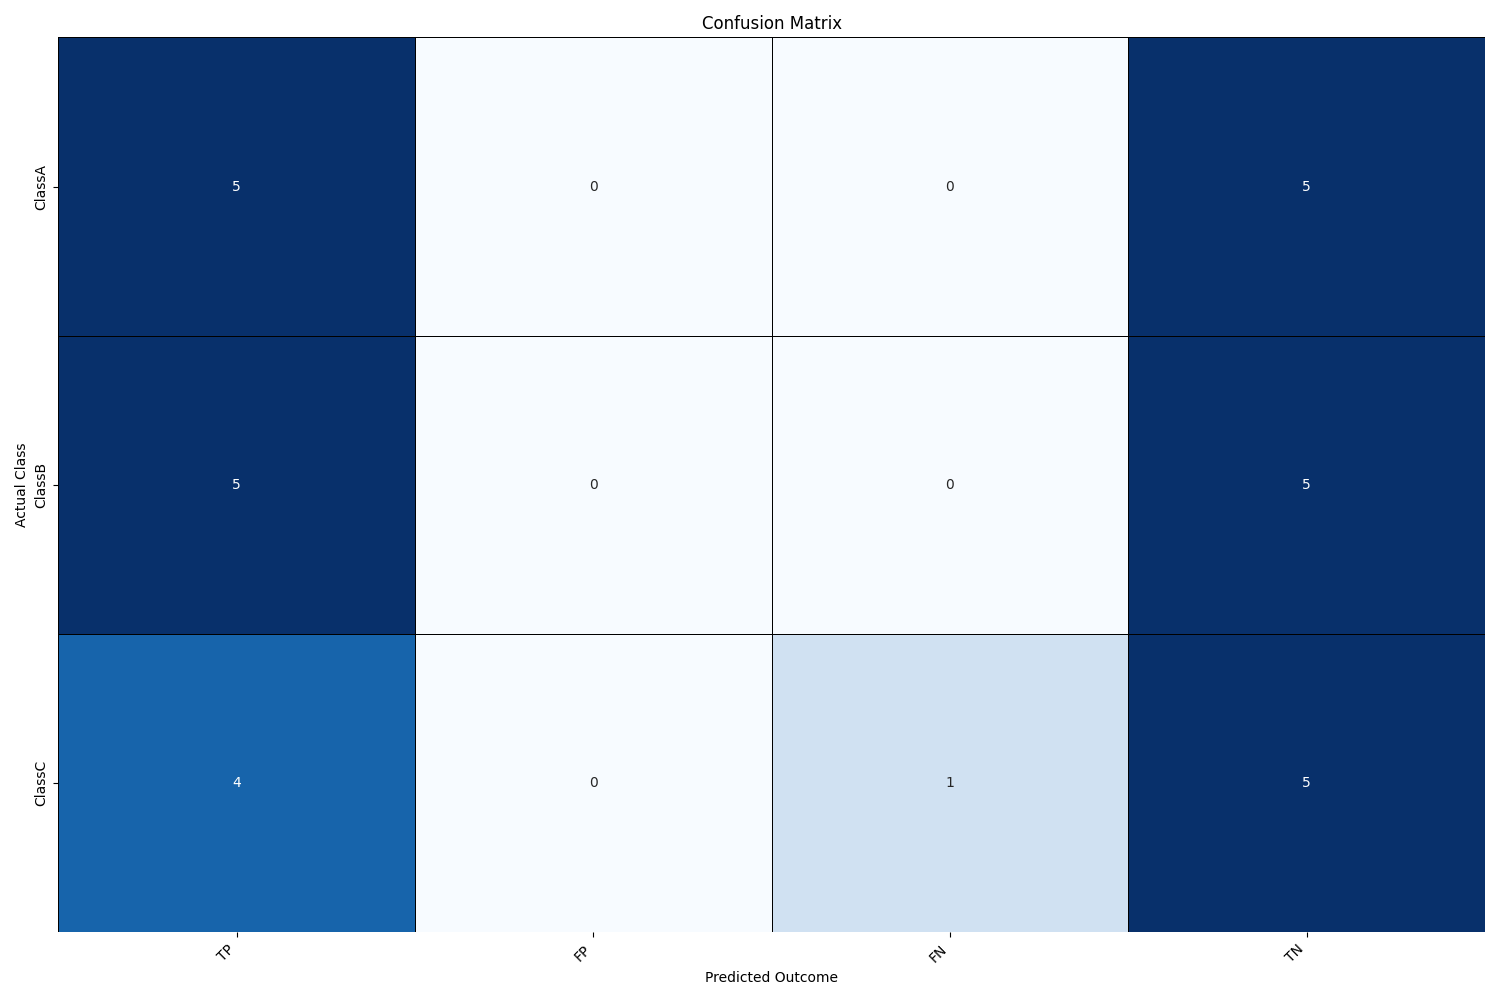 Confusion Matrix
Actual Class
ClassA
5 0 0 5
ClassB
5 0 0 5
ClassC
4 0 1 5
TP FP FN TN
Predicted Outcome